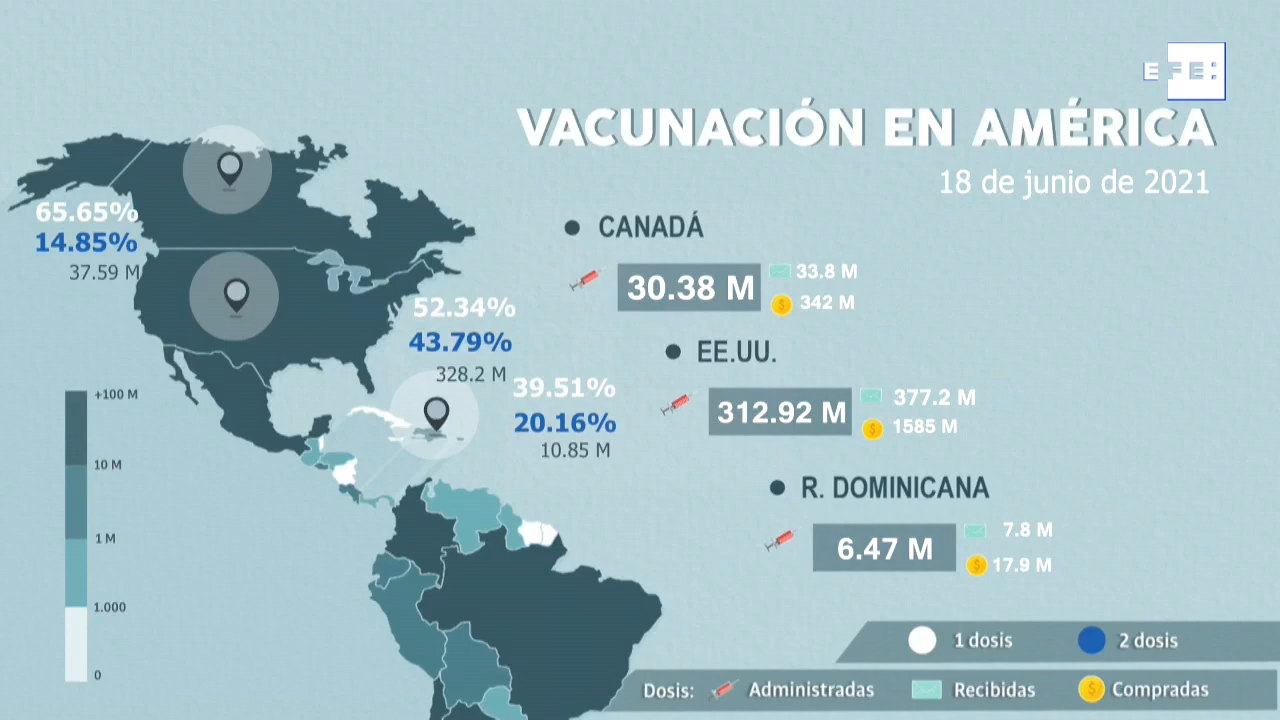 EFE:
VACUNACIÓN EN AMÉRICA
18 de junio de 2021
65.65%
14.85%
37.59 M
52.34%
43.79%
328.2 M
39.51%
20.16%
10.85 M
CANADÁ
30.38 M
33.8 M
342 M
EE.UU.
312.92 M
377.2 M
1585 M
R. DOMINICANA
6.47 M
7.8 M
17.9 M
+100 M
10 M
1 M
1.000
0
1 dosis
2 dosis
Dosis:
Administradas
Recibidas
Compradas